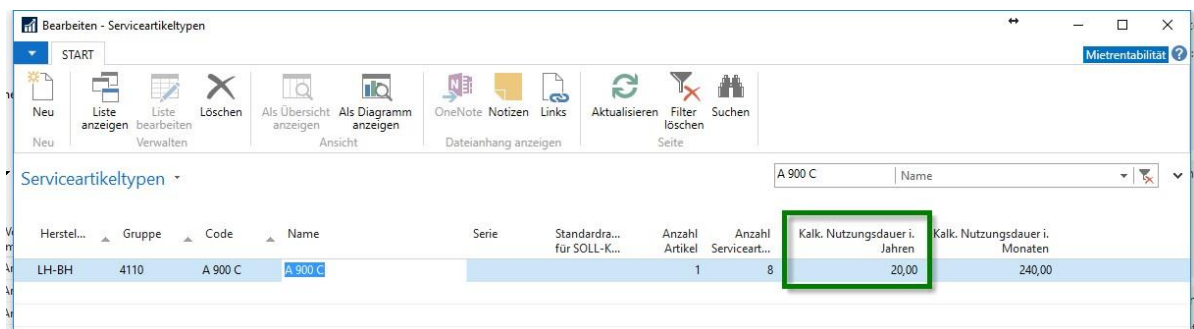 Bearbeiten - Serviceartikeltypen
START
Mietrentabilität
Neu
Liste anzeigen
Liste bearbeiten
Löschen
Als Übersicht anzeigen
Als Diagramm anzeigen
OneNote
Notizen
Links
Aktualisieren
Filter löschen
Suchen
Neu
Verwalten
Ansicht
Dateianhang anzeigen
Seite
Serviceartikeltypen
A 900 C
Name
Herstel... Gruppe Code Name Serie Standardra... für SOLL-K... Anzahl Artikel Anzahl Serviceart... Kalk. Nutzungsdauer i. Jahren Kalk. Nutzungsdauer i. Monaten
LH-BH 4110 A 900 C A 900 C 1 8 20,00 240,00